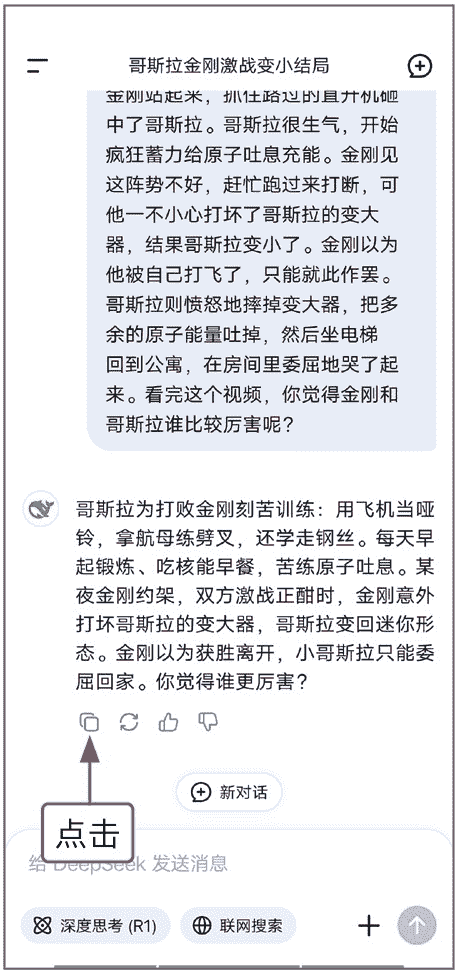 哥斯拉金刚激战变小结局
金刚站起来，抓住路过的直升机砸
中了哥斯拉。哥斯拉很生气，开始
疯狂蓄力给原子吐息充能。金刚见
这阵势不好，赶忙跑过来打断，可
他一不小心打坏了哥斯拉的变大
器，结果哥斯拉变小了。金刚以为
他被自己打飞了，只能就此作罢。
哥斯拉则愤怒地摔掉变大器，把多
余的原子能量吐掉，然后坐电梯
回到公寓，在房间里委屈地哭了起
来。看完这个视频，你觉得金刚和
哥斯拉谁比较厉害呢？
哥斯拉为打败金刚刻苦训练：用飞机当哑
铃，拿航母练劈叉，还学走钢丝。每天早
起锻炼、吃核能早餐，苦练原子吐息。某
夜金刚约架，双方激战正酣时，金刚意外
打坏哥斯拉的变大器，哥斯拉变回迷你形
态。金刚以为获胜离开，小哥斯拉只能委
屈回家。你觉得谁更厉害？
新对话
点击
给 DeepSeek 发送消息
深度思考 (R1) 联网搜索